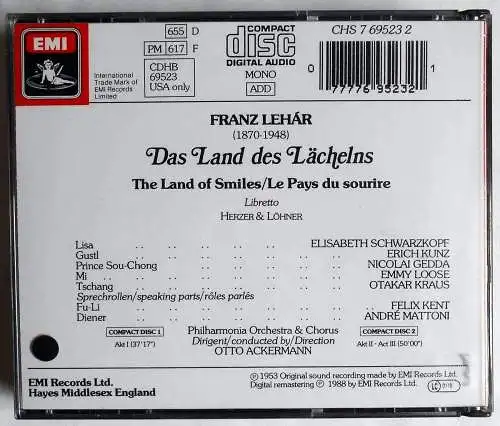 EMI
International
Trade Mark of
EMI Records
Limited
655 D
PM 617 F
CDHB
69523
USA only
COMPACT
disc
DIGITAL AUDIO
MONO
ADD
CHS 7 69523 2
0 77776 95232 1
FRANZ LEHÁR
(1870-1948)
Das Land des Lächelns
The Land of Smiles/Le Pays du sourire
Libretto
HERZER & LÖHNER
Lisa .. .. .. .. .. .. .. ELISABETH SCHWARZKOPF
Gustl .. .. .. .. .. .. .. ERICH KUNZ
Prince Sou-Chong .. .. .. .. .. NICOLAI GEDDA
Mi .. .. .. .. .. .. .. EMMY LOOSE
Tschang .. .. .. .. .. .. OTAKAR KRAUS
Sprechrollen/speaking parts/rôles parlés
Fu-Li .. .. .. .. .. .. .. FELIX KENT
Diener .. .. .. .. .. .. ANDRÉ MATTONI
COMPACT DISC 1
Akt I (37'17")
Philharmonia Orchestra & Chorus
Dirigent/conducted by/Direction
OTTO ACKERMANN
COMPACT DISC 2
Akt II - Act III (50'00")
EMI Records Ltd.
Hayes Middlesex England
℗ 1953 Original sound recording made by EMI Records Ltd.
Digital remastering ℗ 1988 by EMI Records Ltd.
LC 0110